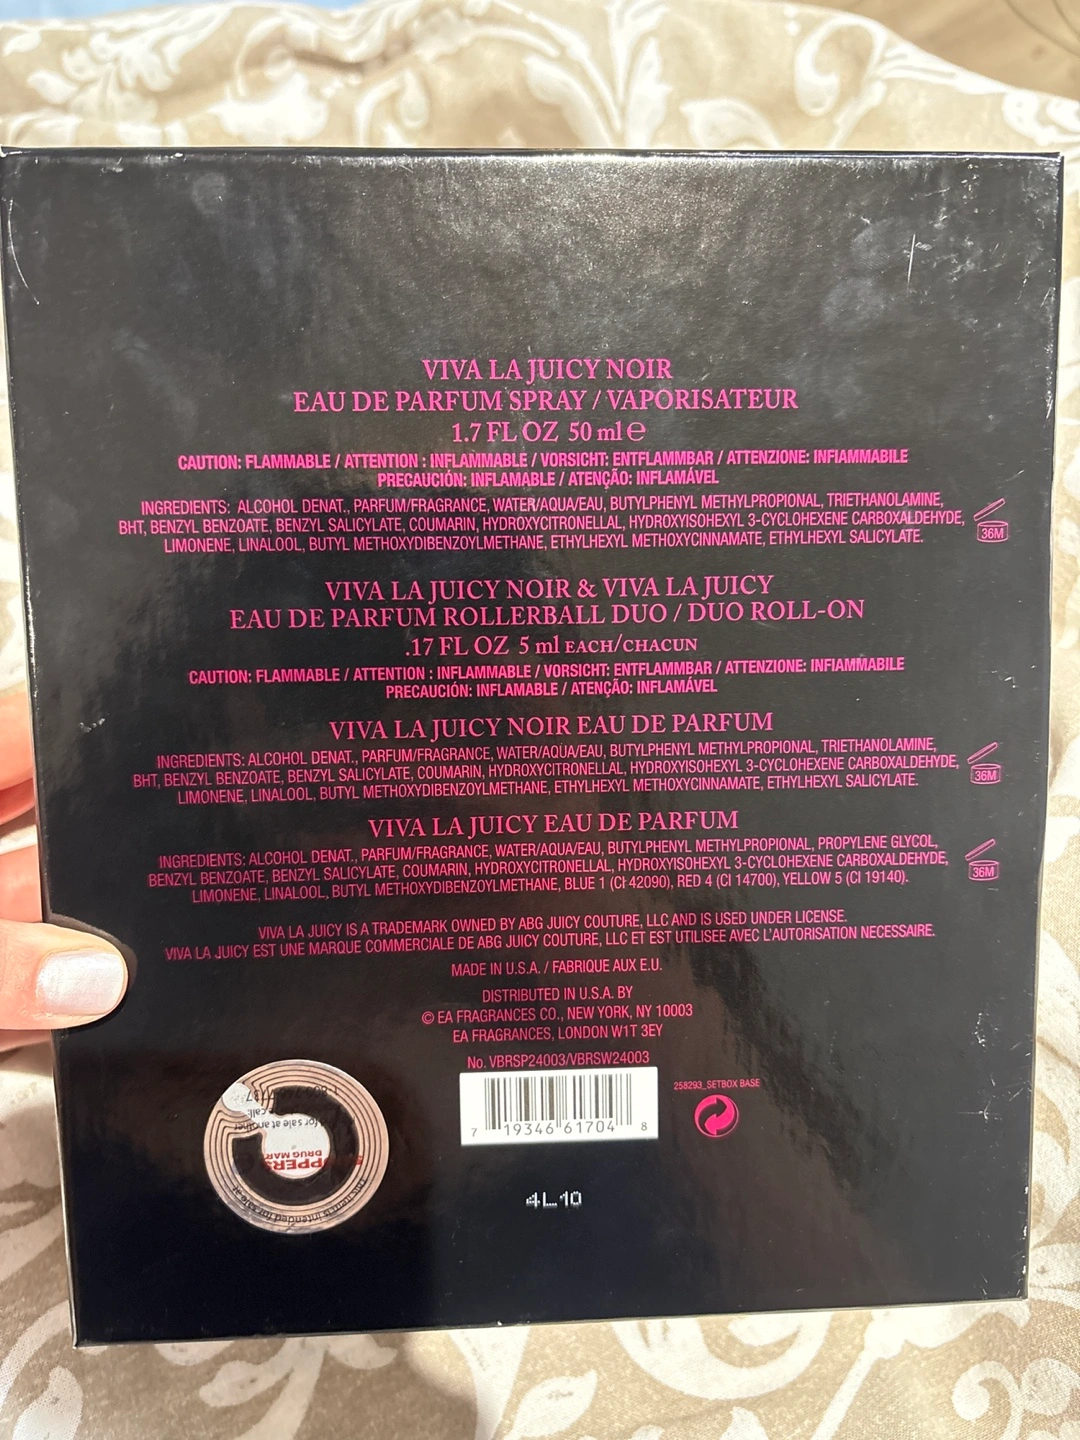 VIVA LA JUICY NOIR
EAU DE PARFUM SPRAY / VAPORISATEUR
1.7 FL OZ 50 ml ℮
CAUTION: FLAMMABLE / ATTENTION : INFLAMMABLE / VORSICHT: ENTFLAMMBAR / ATTENZIONE: INFIAMMABILE
PRECAUCIÓN: INFLAMABLE / ATENÇÃO: INFLAMÁVEL
INGREDIENTS: ALCOHOL DENAT., PARFUM/FRAGRANCE, WATER/AQUA/EAU, BUTYLPHENYL METHYLPROPIONAL, TRIETHANOLAMINE,
BHT, BENZYL BENZOATE, BENZYL SALICYLATE, COUMARIN, HYDROXYCITRONELLAL, HYDROXYISOHEXYL 3-CYCLOHEXENE CARBOXALDEHYDE,
LIMONENE, LINALOOL, BUTYL METHOXYDIBENZOYLMETHANE, ETHYLHEXYL METHOXYCINNAMATE, ETHYLHEXYL SALICYLATE.
36M
VIVA LA JUICY NOIR & VIVA LA JUICY
EAU DE PARFUM ROLLERBALL DUO / DUO ROLL-ON
.17 FL OZ 5 ml EACH/CHACUN
CAUTION: FLAMMABLE / ATTENTION : INFLAMMABLE / VORSICHT: ENTFLAMMBAR / ATTENZIONE: INFIAMMABILE
PRECAUCIÓN: INFLAMABLE / ATENÇÃO: INFLAMÁVEL
VIVA LA JUICY NOIR EAU DE PARFUM
INGREDIENTS: ALCOHOL DENAT., PARFUM/FRAGRANCE, WATER/AQUA/EAU, BUTYLPHENYL METHYLPROPIONAL, TRIETHANOLAMINE,
BHT, BENZYL BENZOATE, BENZYL SALICYLATE, COUMARIN, HYDROXYCITRONELLAL, HYDROXYISOHEXYL 3-CYCLOHEXENE CARBOXALDEHYDE,
LIMONENE, LINALOOL, BUTYL METHOXYDIBENZOYLMETHANE, ETHYLHEXYL METHOXYCINNAMATE, ETHYLHEXYL SALICYLATE.
36M
VIVA LA JUICY EAU DE PARFUM
INGREDIENTS: ALCOHOL DENAT., PARFUM/FRAGRANCE, WATER/AQUA/EAU, BUTYLPHENYL METHYLPROPIONAL, PROPYLENE GLYCOL,
BENZYL BENZOATE, BENZYL SALICYLATE, COUMARIN, HYDROXYCITRONELLAL, HYDROXYISOHEXYL 3-CYCLOHEXENE CARBOXALDEHYDE,
LIMONENE, LINALOOL, BUTYL METHOXYDIBENZOYLMETHANE, BLUE 1 (CI 42090), RED 4 (CI 14700), YELLOW 5 (CI 19140).
36M
VIVA LA JUICY IS A TRADEMARK OWNED BY ABG JUICY COUTURE, LLC AND IS USED UNDER LICENSE.
VIVA LA JUICY EST UNE MARQUE COMMERCIALE DE ABG JUICY COUTURE, LLC ET EST UTILISEE AVEC L'AUTORISATION NECESSAIRE.
MADE IN U.S.A. / FABRIQUE AUX E.U.
DISTRIBUTED IN U.S.A. BY
© EA FRAGRANCES CO., NEW YORK, NY 10003
EA FRAGRANCES, LONDON W1T 3EY
No. VBRSP24003/VBRSW24003
7 19346 61704 8
258293_SETBOX BASE
4L10
DRUG MAR
for sale at another
intended for sale at